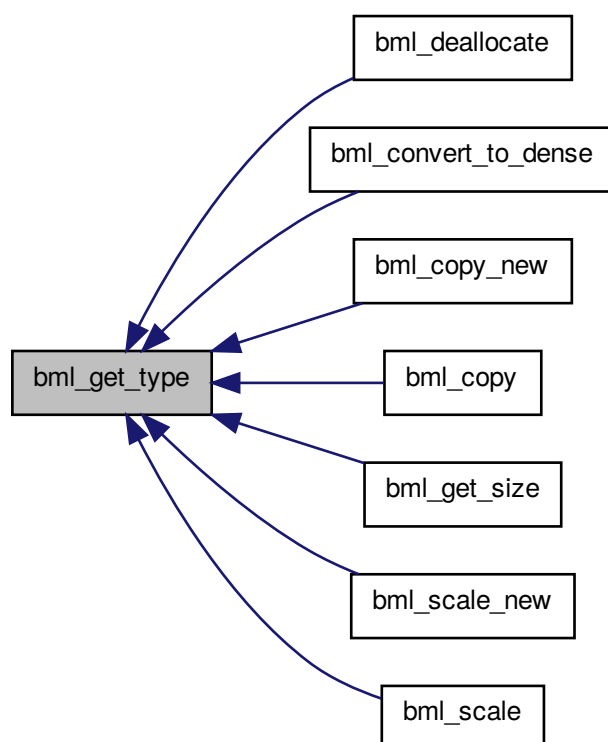 bml_deallocate
bml_convert_to_dense
bml_copy_new
bml_get_type
bml_copy
bml_get_size
bml_scale_new
bml_scale